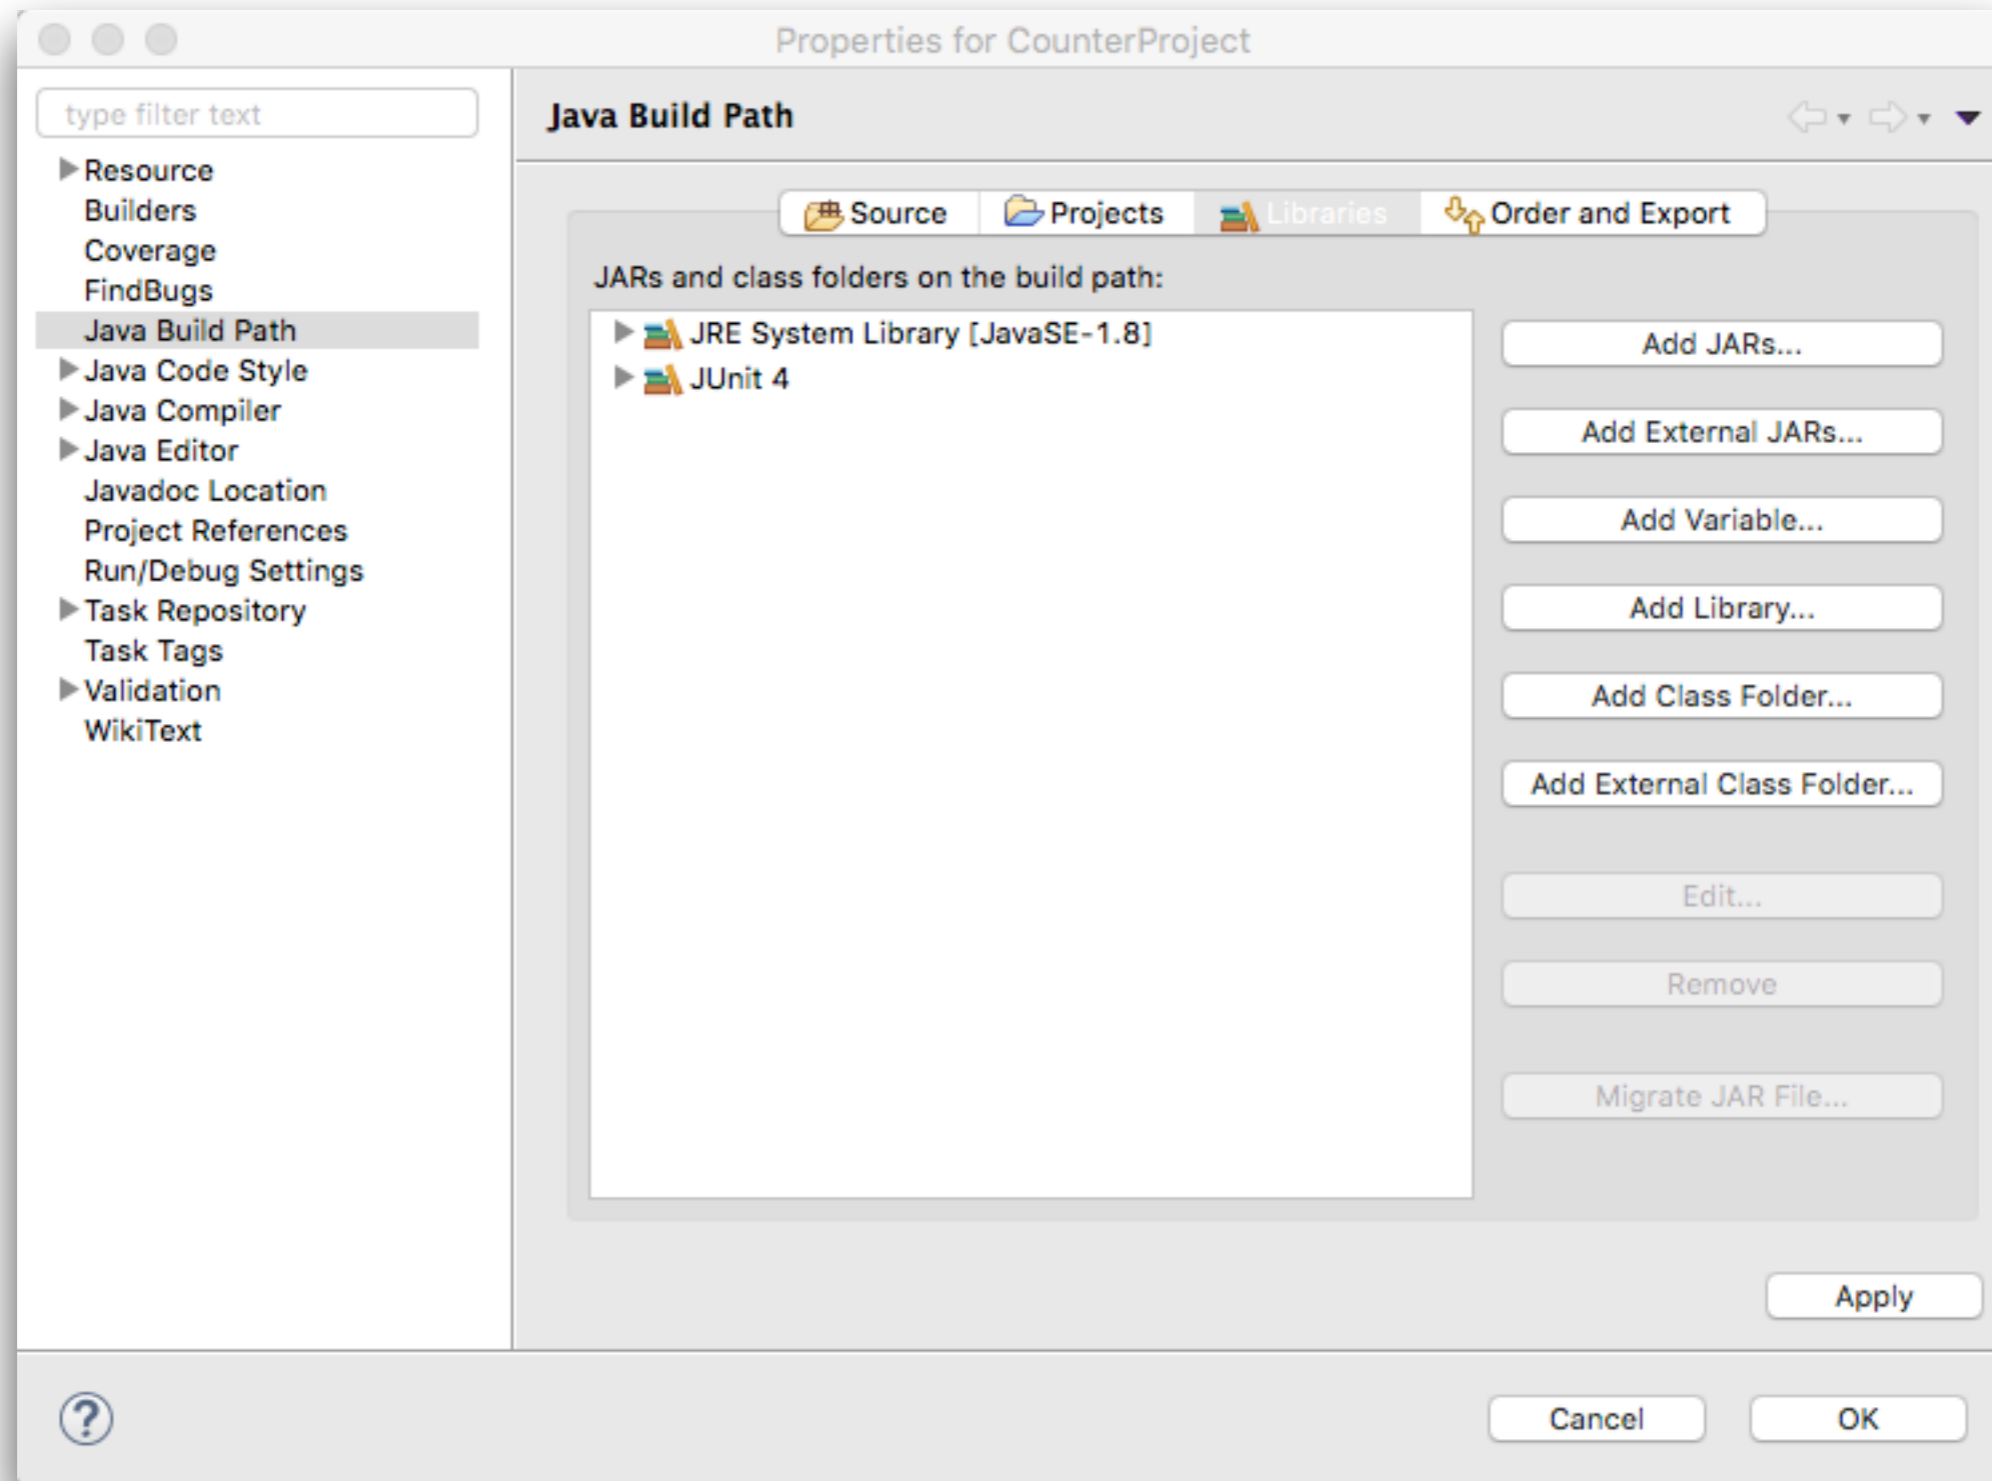 Properties for CounterProject
type filter text
Resource
Builders
Coverage
FindBugs
Java Build Path
Java Code Style
Java Compiler
Java Editor
Javadoc Location
Project References
Run/Debug Settings
Task Repository
Task Tags
Validation
WikiText
Java Build Path
Source Projects Libraries Order and Export
JARs and class folders on the build path:
JRE System Library [JavaSE-1.8]
JUnit 4
Add JARs...
Add External JARs...
Add Variable...
Add Library...
Add Class Folder...
Add External Class Folder...
Edit...
Remove
Migrate JAR File...
Apply
?
Cancel OK